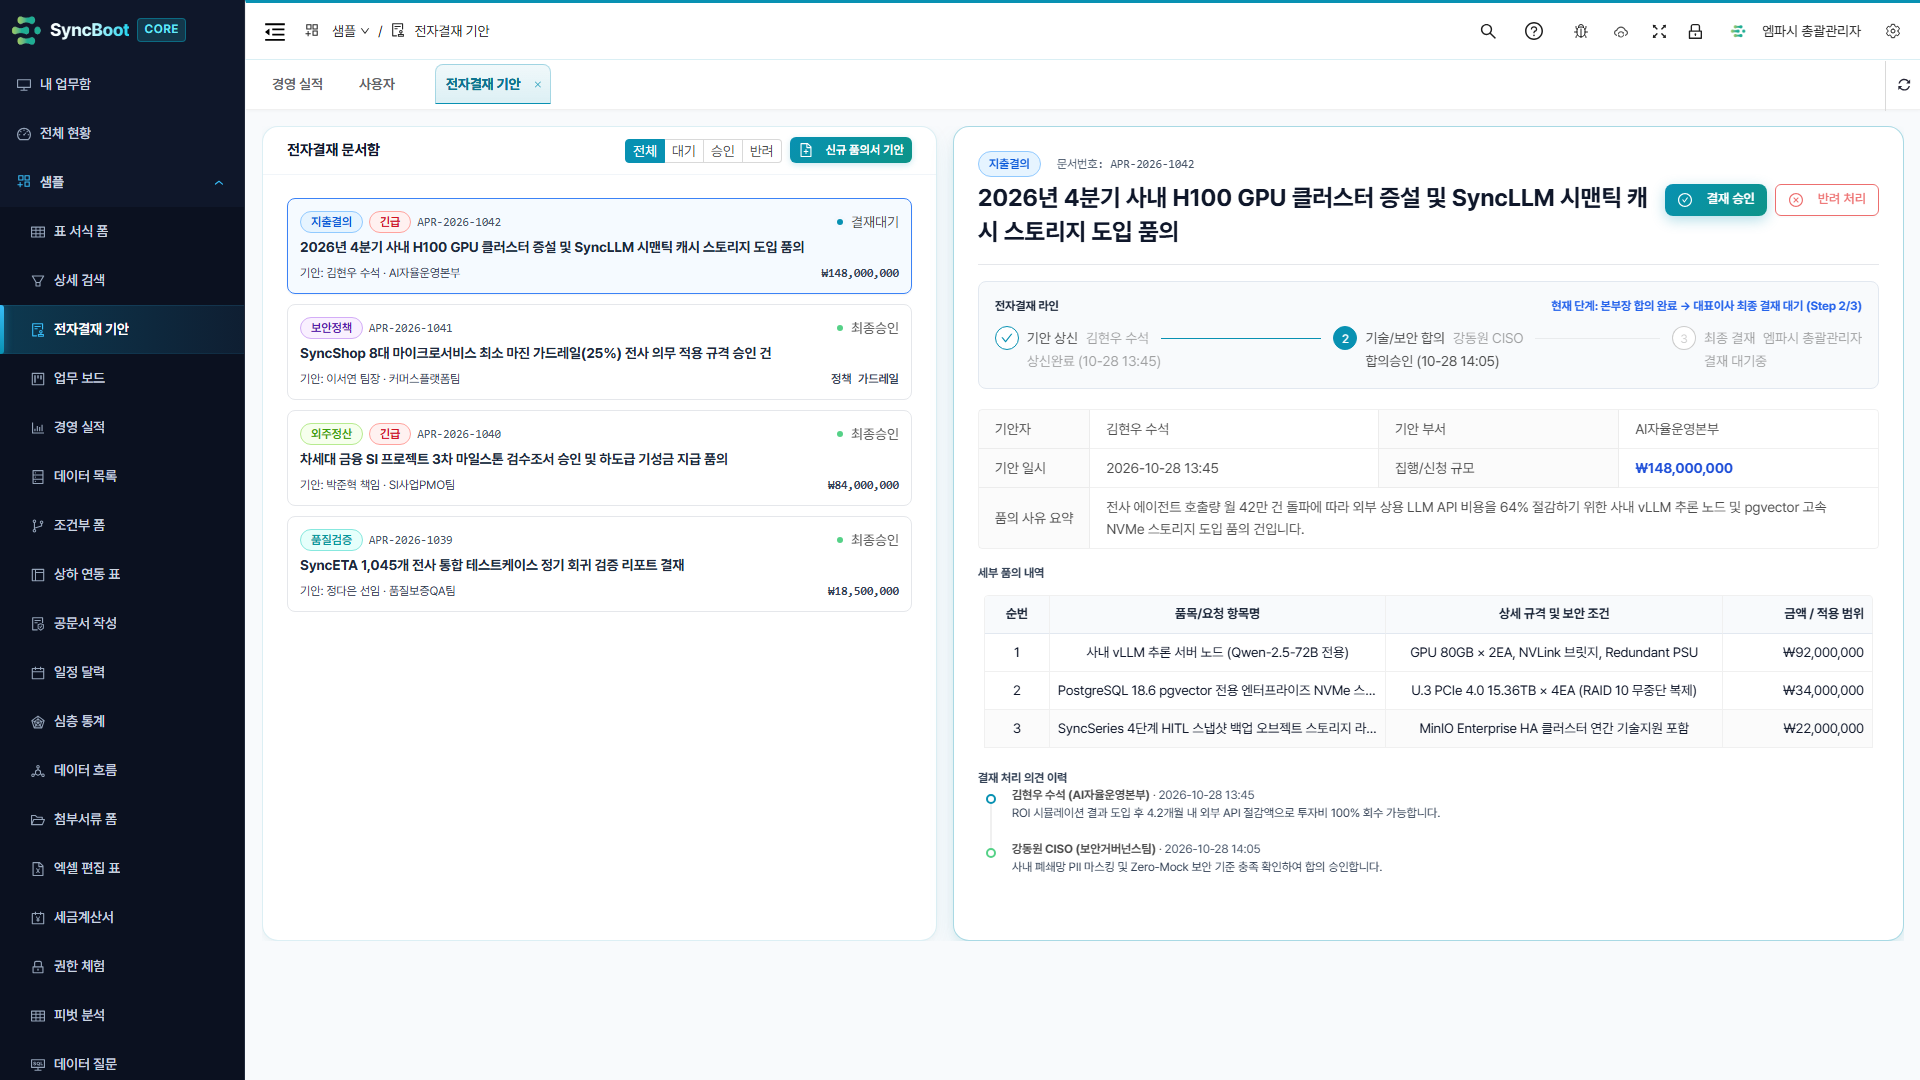 SyncBoot CORE
내 업무함
전체 현황
샘플
표 서식 폼
상세 검색
전자결재 기안
업무 보드
경영 실적
데이터 목록
조건부 폼
상하 연동 표
공문서 작성
일정 달력
심층 통계
데이터 흐름
첨부서류 폼
엑셀 편집 표
세금계산서
권한 체험
피벗 분석
데이터 질문
샘플 / 전자결재 기안
엠파시 총괄관리자
경영 실적 사용자 전자결재 기안 ×
전자결재 문서함
전체 대기 승인 반려 신규 품의서 기안
지출결의 긴급 APR-2026-1042 결재대기
2026년 4분기 사내 H100 GPU 클러스터 증설 및 SyncLLM 시맨틱 캐시 스토리지 도입 품의
기안: 김현우 수석 · AI자율운영본부 ₩148,000,000
보안정책 APR-2026-1041 최종승인
SyncShop 8대 마이크로서비스 최소 마진 가드레일(25%) 전사 의무 적용 규격 승인 건
기안: 이서연 팀장 · 커머스플랫폼팀 정책 가드레일
외주정산 긴급 APR-2026-1040 최종승인
차세대 금융 SI 프로젝트 3차 마일스톤 검수조서 승인 및 하도급 기성금 지급 품의
기안: 박준혁 책임 · SI사업PMO팀 ₩84,000,000
품질검증 APR-2026-1039 최종승인
SyncETA 1,045개 전사 통합 테스트케이스 정기 회귀 검증 리포트 결재
기안: 정다은 선임 · 품질보증QA팀 ₩18,500,000
지출결의 문서번호: APR-2026-1042
2026년 4분기 사내 H100 GPU 클러스터 증설 및 SyncLLM 시맨틱 캐
시 스토리지 도입 품의
결재 승인 반려 처리
전자결재 라인 현재 단계: 본부장 합의 완료 → 대표이사 최종 결재 대기 (Step 2/3)
기안 상신 김현우 수석 2 기술/보안 합의 강동원 CISO 3 최종 결재 엠파시 총괄관리자
상신완료 (10-28 13:45) 합의승인 (10-28 14:05) 결재 대기중
기안자 김현우 수석 기안 부서 AI자율운영본부
기안 일시 2026-10-28 13:45 집행/신청 규모 ₩148,000,000
품의 사유 요약 전사 에이전트 호출량 월 42만 건 돌파에 따라 외부 상용 LLM API 비용을 64% 절감하기 위한 사내 vLLM 추론 노드 및 pgvector 고속
NVMe 스토리지 도입 품의 건입니다.
세부 품의 내역
순번 품목/요청 항목명 상세 규격 및 보안 조건 금액 / 적용 범위
1 사내 vLLM 추론 서버 노드 (Qwen-2.5-72B 전용) GPU 80GB × 2EA, NVLink 브릿지, Redundant PSU ₩92,000,000
2 PostgreSQL 18.6 pgvector 전용 엔터프라이즈 NVMe 스... U.3 PCIe 4.0 15.36TB × 4EA (RAID 10 무중단 복제) ₩34,000,000
3 SyncSeries 4단계 HITL 스냅샷 백업 오브젝트 스토리지 라... MinIO Enterprise HA 클러스터 연간 기술지원 포함 ₩22,000,000
결재 처리 의견 이력
김현우 수석 (AI자율운영본부) · 2026-10-28 13:45
ROI 시뮬레이션 결과 도입 후 4.2개월 내 외부 API 절감액으로 투자비 100% 회수 가능합니다.
강동원 CISO (보안거버넌스팀) · 2026-10-28 14:05
사내 폐쇄망 PII 마스킹 및 Zero-Mock 보안 기준 충족 확인하여 합의 승인합니다.